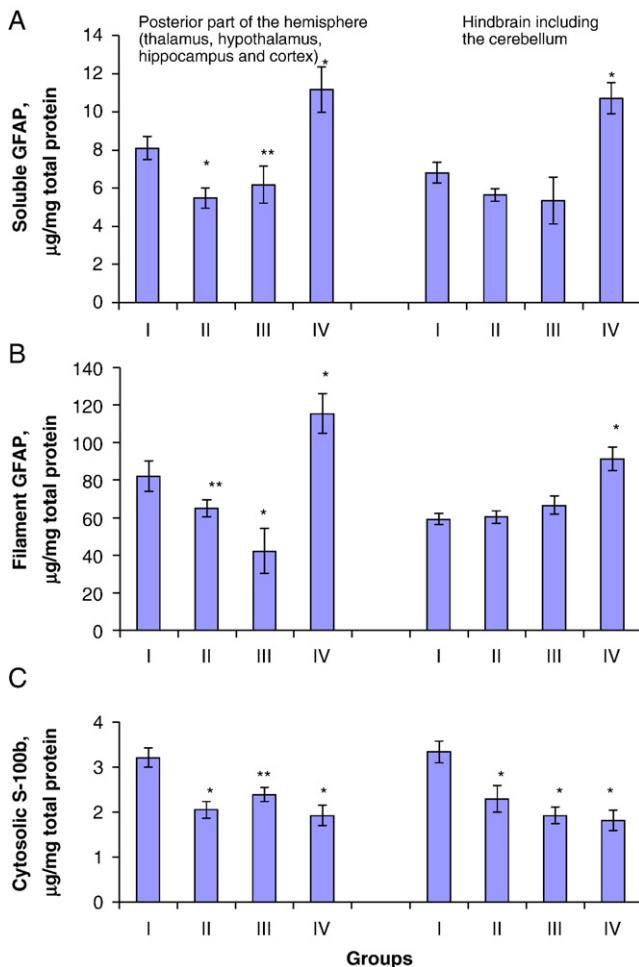 A
Posterior part of the hemisphere
(thalamus, hypothalamus,
hippocampus and cortex)
Hindbrain including
the cerebellum
Soluble GFAP,
µg/mg total protein
14
12
10
8
6
4
2
0
*
**
*
*
I II III IV I II III IV
B
Filament GFAP,
µg/mg total protein
140
120
100
80
60
40
20
0
**
*
*
*
I II III IV I II III IV
C
Cytosolic S-100b,
µg/mg total protein
4
3
2
1
0
*
**
*
*
*
*
I II III IV I II III IV
Groups